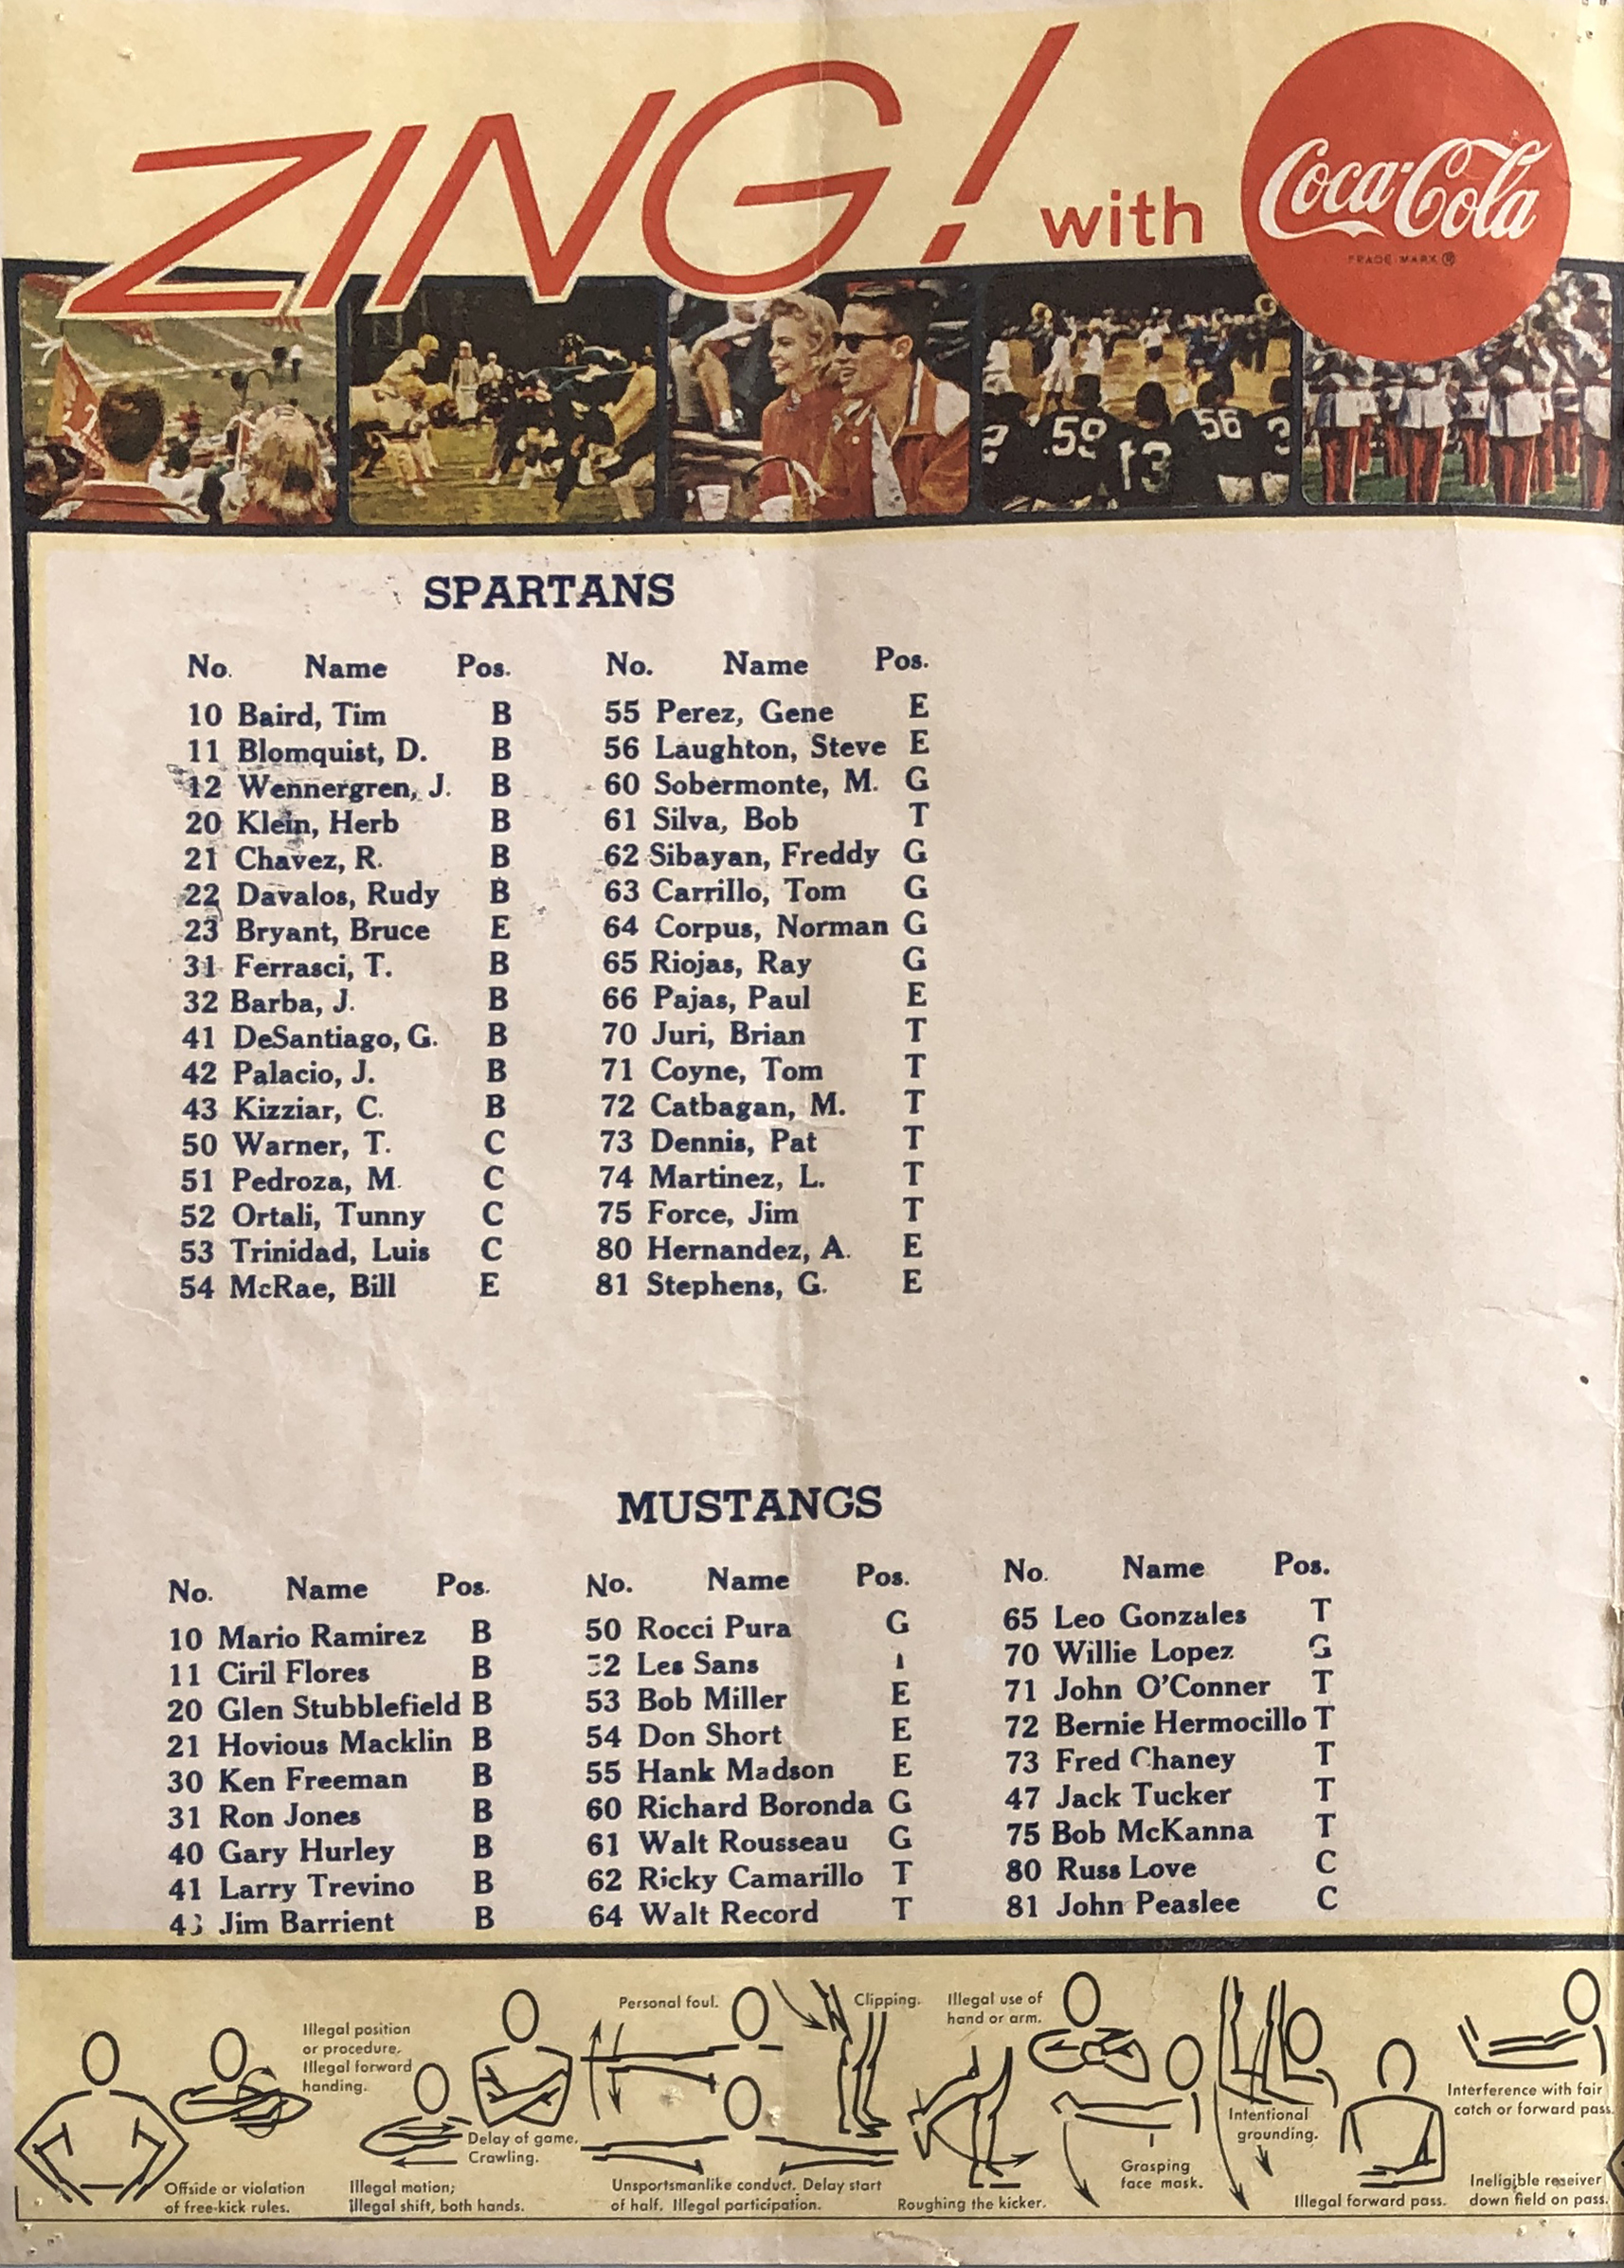 ZING! with Coca-Cola
TRADE-MARK ®
59 13 56 3
SPARTANS
No. Name Pos. No. Name Pos.
10 Baird, Tim B 55 Perez, Gene E
11 Blomquist, D. B 56 Laughton, Steve E
12 Wennergren, J. B 60 Sobermonte, M. G
20 Klein, Herb B 61 Silva, Bob T
21 Chavez, R. B 62 Sibayan, Freddy G
22 Davalos, Rudy B 63 Carrillo, Tom G
23 Bryant, Bruce E 64 Corpus, Norman G
31 Ferrasci, T. B 65 Riojas, Ray G
32 Barba, J. B 66 Pajas, Paul E
41 DeSantiago, G. B 70 Juri, Brian T
42 Palacio, J. B 71 Coyne, Tom T
43 Kizziar, C. B 72 Catbagan, M. T
50 Warner, T. C 73 Dennis, Pat T
51 Pedroza, M. C 74 Martinez, L. T
52 Ortali, Tunny C 75 Force, Jim T
53 Trinidad, Luis C 80 Hernandez, A. E
54 McRae, Bill E 81 Stephens, G. E
MUSTANGS
No. Name Pos. No. Name Pos. No. Name Pos.
10 Mario Ramirez B 50 Rocci Pura G 65 Leo Gonzales T
11 Ciril Flores B Les Sans 70 Willie Lopez G
20 Glen Stubblefield B 53 Bob Miller E 71 John O'Conner T
21 Hovious Macklin B 54 Don Short E 72 Bernie Hermocillo T
30 Ken Freeman B 55 Hank Madson E 73 Fred Chaney T
31 Ron Jones B 60 Richard Boronda G 47 Jack Tucker T
40 Gary Hurley B 61 Walt Rousseau G 75 Bob McKanna T
41 Larry Trevino B 62 Ricky Camarillo T 80 Russ Love C
Jim Barrient B 64 Walt Record T 81 John Peaslee C
Offside or violation
of free-kick rules.
Illegal position
or procedure.
Illegal forward
handing.
Illegal motion;
illegal shift, both hands.
Delay of game.
Crawling.
Personal foul.
Unsportsmanlike conduct. Delay start
of half. Illegal participation.
Clipping.
Roughing the kicker.
Illegal use of
hand or arm.
Grasping
face mask.
Intentional
grounding.
Illegal forward pass.
Interference with fair
catch or forward pass.
Ineligible receiver
down field on pass.